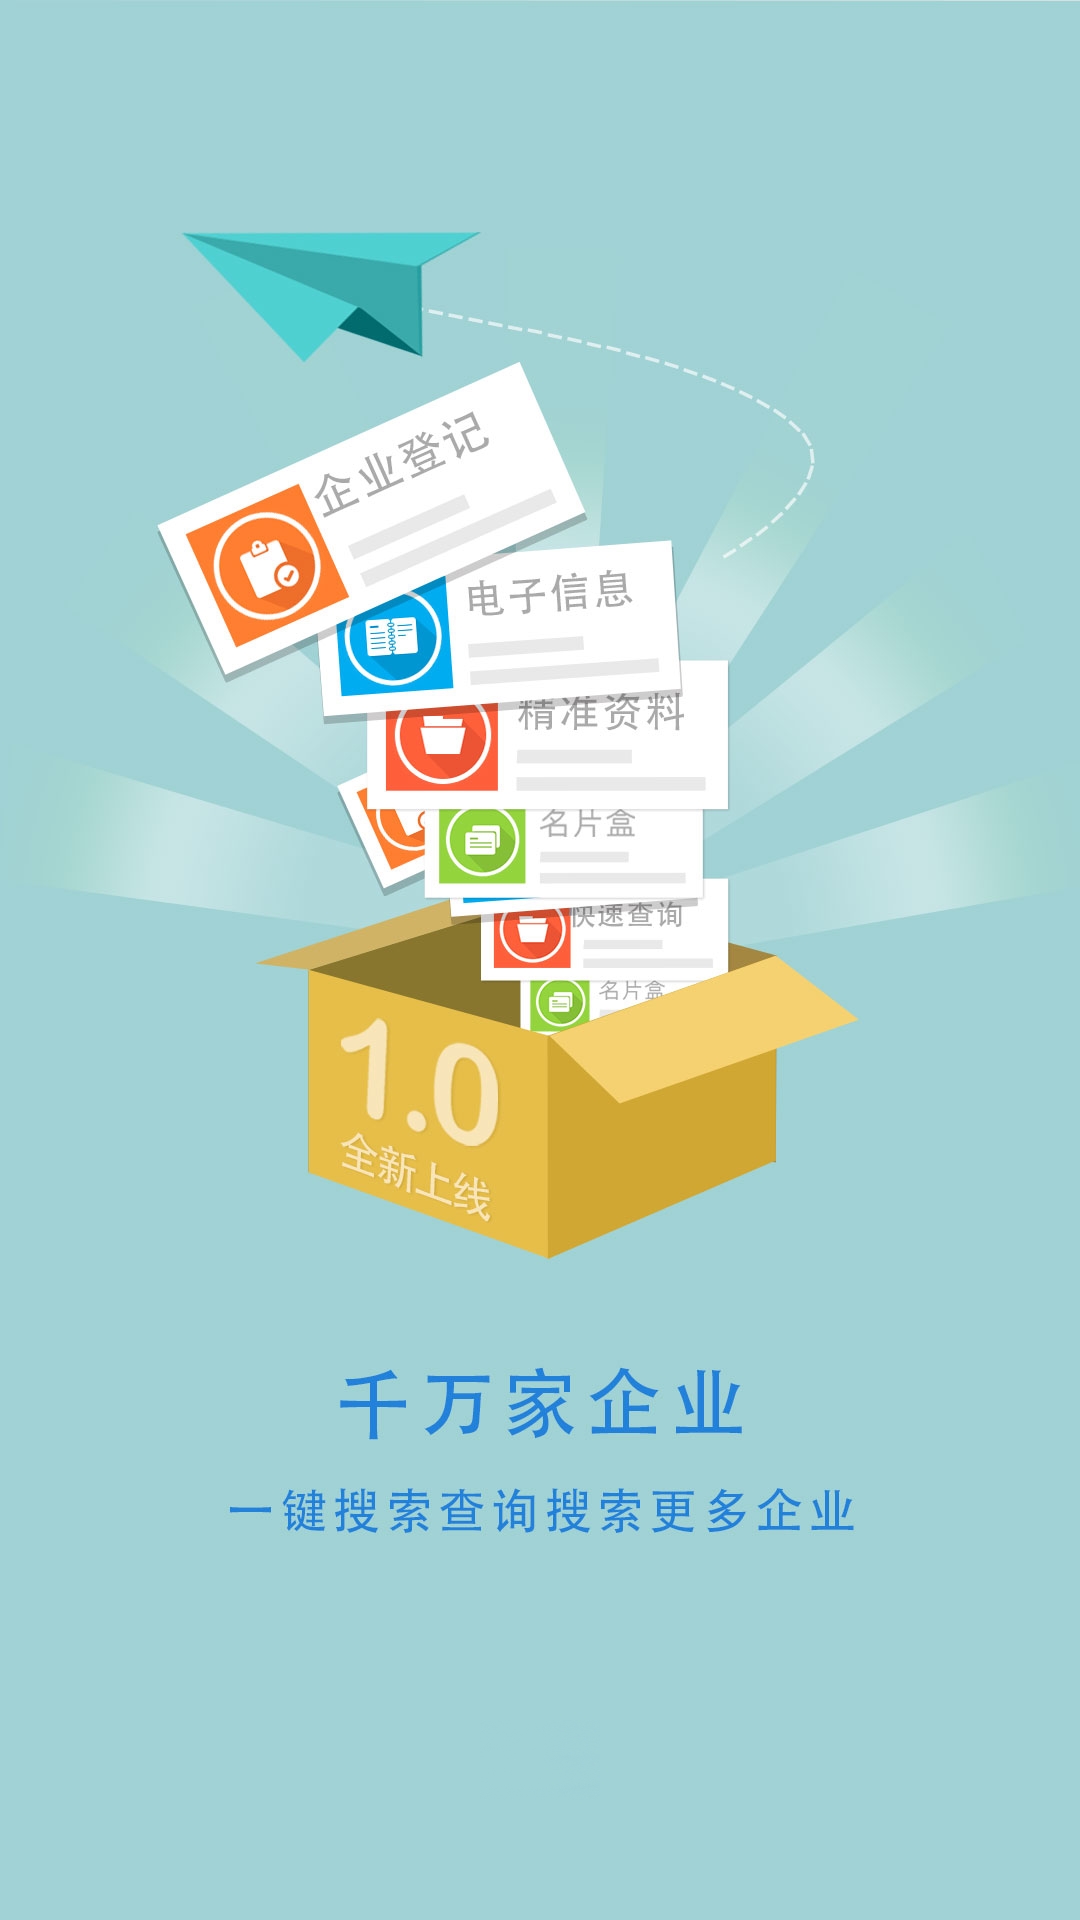 企业登记
电子信息
精准资料
名片盒
快速查询
名片盒
1.0
全新上线
千万家企业
一键搜索查询搜索更多企业